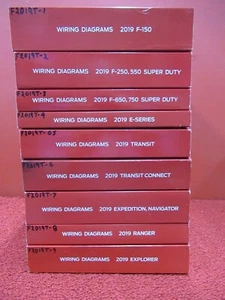 F2019T-1
WIRING DIAGRAMS 2019 F-150
F2019T-2
WIRING DIAGRAMS 2019 F-250,550 SUPER DUTY
F2019T-3
WIRING DIAGRAMS 2019 F-650,750 SUPER DUTY
F2019T-4
WIRING DIAGRAMS 2019 E-SERIES
F2019T-05
WIRING DIAGRAMS 2019 TRANSIT
F2019T-6
WIRING DIAGRAMS 2019 TRANSIT CONNECT
F2019T-7
WIRING DIAGRAMS 2019 EXPEDITION, NAVIGATOR
F2019T-8
WIRING DIAGRAMS 2019 RANGER
F2019T-9
WIRING DIAGRAMS 2019 EXPLORER